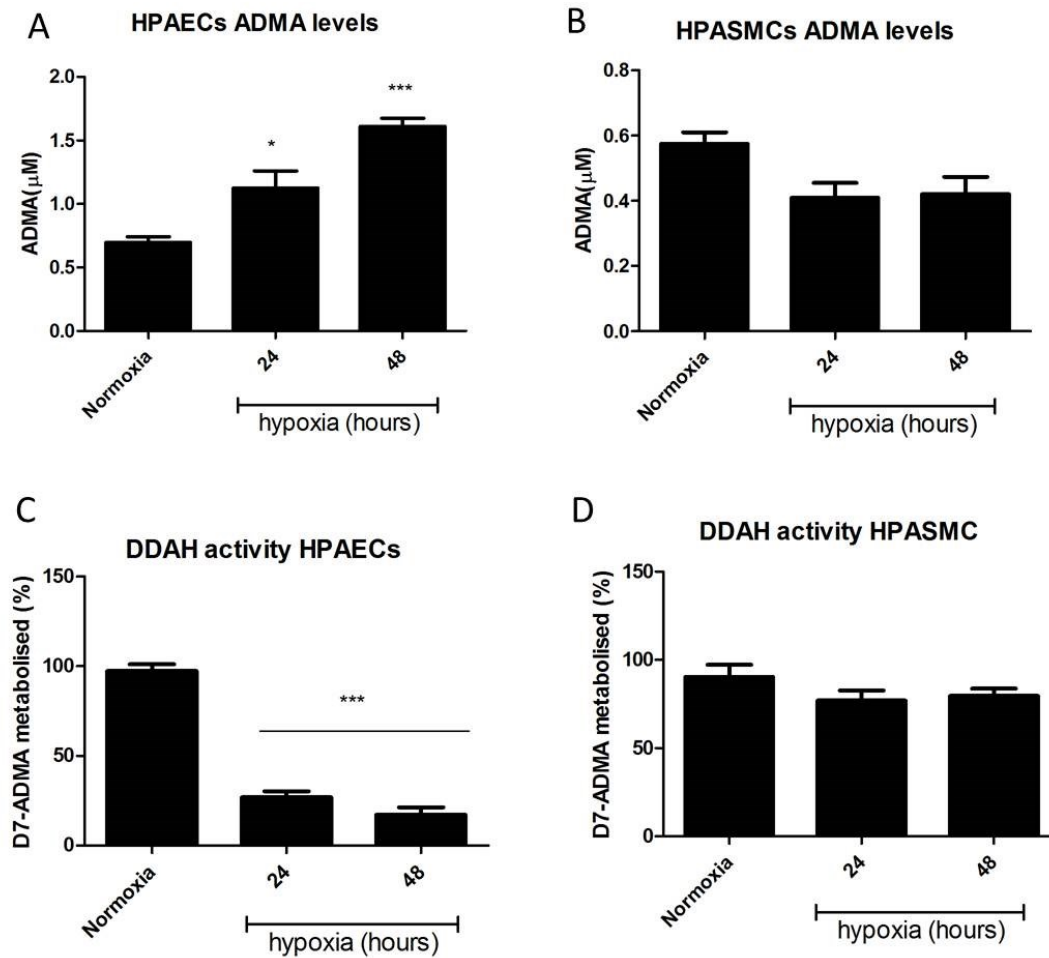 A
HPAECs ADMA levels
ADMA(μM)
2.0
1.5
1.0
0.5
0.0
*
***
Normoxia
24
48
hypoxia (hours)
B
HPASMCs ADMA levels
ADMA(μM)
0.8
0.6
0.4
0.2
0.0
Normoxia
24
48
hypoxia (hours)
C
DDAH activity HPAECs
D7-ADMA metabolised (%)
150
100
50
0
***
Normoxia
24
48
hypoxia (hours)
D
DDAH activity HPASMC
D7-ADMA metabolised (%)
150
100
50
0
Normoxia
24
48
hypoxia (hours)